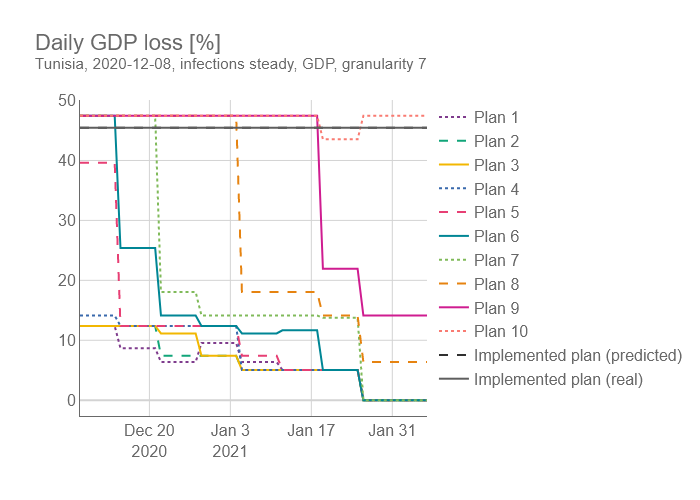 Daily GDP loss [%]
Tunisia, 2020-12-08, infections steady, GDP, granularity 7
50
40
30
20
10
0
Dec 20
2020
Jan 3
2021
Jan 17
Jan 31
Plan 1
Plan 2
Plan 3
Plan 4
Plan 5
Plan 6
Plan 7
Plan 8
Plan 9
Plan 10
Implemented plan (predicted)
Implemented plan (real)